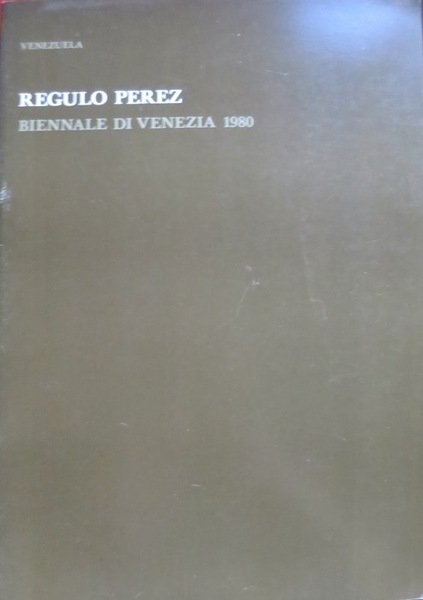 VENEZUELA
REGULO PEREZ
BIENNALE DI VENEZIA 1980